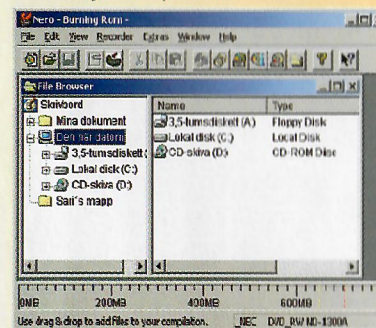 Nero - Burning Rom -
File Edit View Recorder Extras Window Help
File Browser
Skrivbord
Mina dokument
Den här datorn
3,5-tumsdiskett (
Lokal disk (C:)
CD-skiva (D:)
Sari's mapp
Name Type
3,5-tumsdiskett (A:) Floppy Disk
Lokal disk (C:) Local Disk
CD-skiva (D:) CD-ROM Disc
0MB 200MB 400MB 600MB
Use drag & drop to add files to your compilation. _NEC DVD_RW ND-1300A